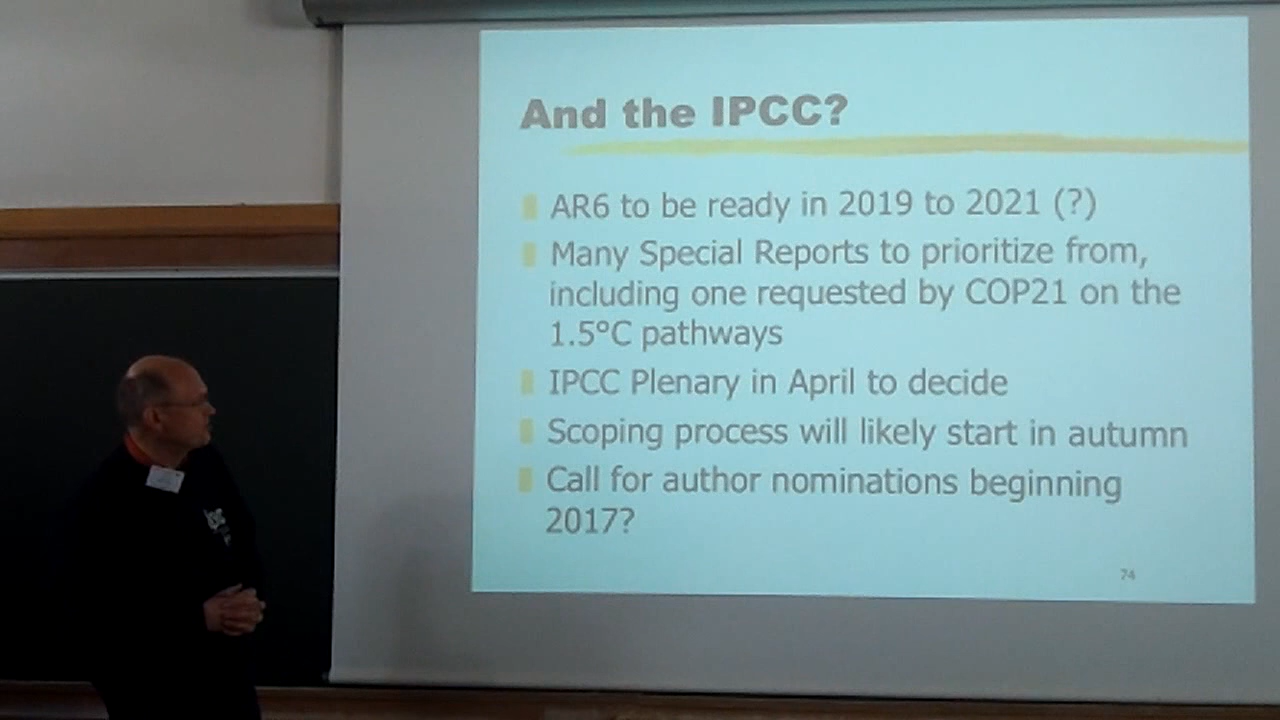 And the IPCC?
AR6 to be ready in 2019 to 2021 (?)
Many Special Reports to prioritize from,
including one requested by COP21 on the
1.5°C pathways
IPCC Plenary in April to decide
Scoping process will likely start in autumn
Call for author nominations beginning
2017?
74